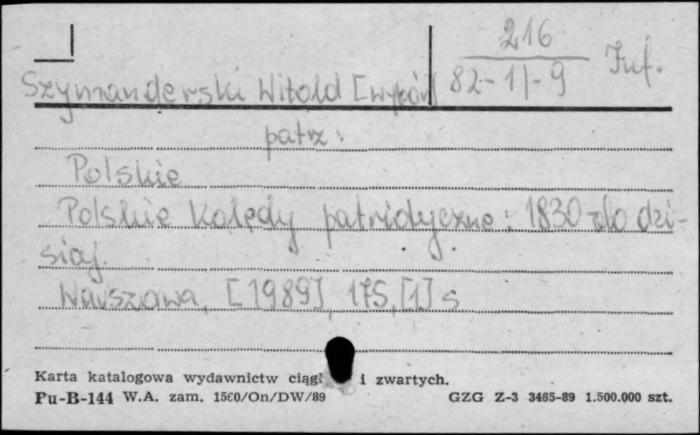 216
82-11-9 Inf.
Szymanderski Witold [wybór]
patrz:
Polskie
Polskie kolędy patriotyczne: 1830-do dzi-
siaj.
Warszawa, [1989], 175, [1] s
Karta katalogowa wydawnictw ciągł i zwartych.
Pu-B-144 W.A. zam. 1560/On/DW/89 GZG Z-3 3465-89 1.500.000 szt.